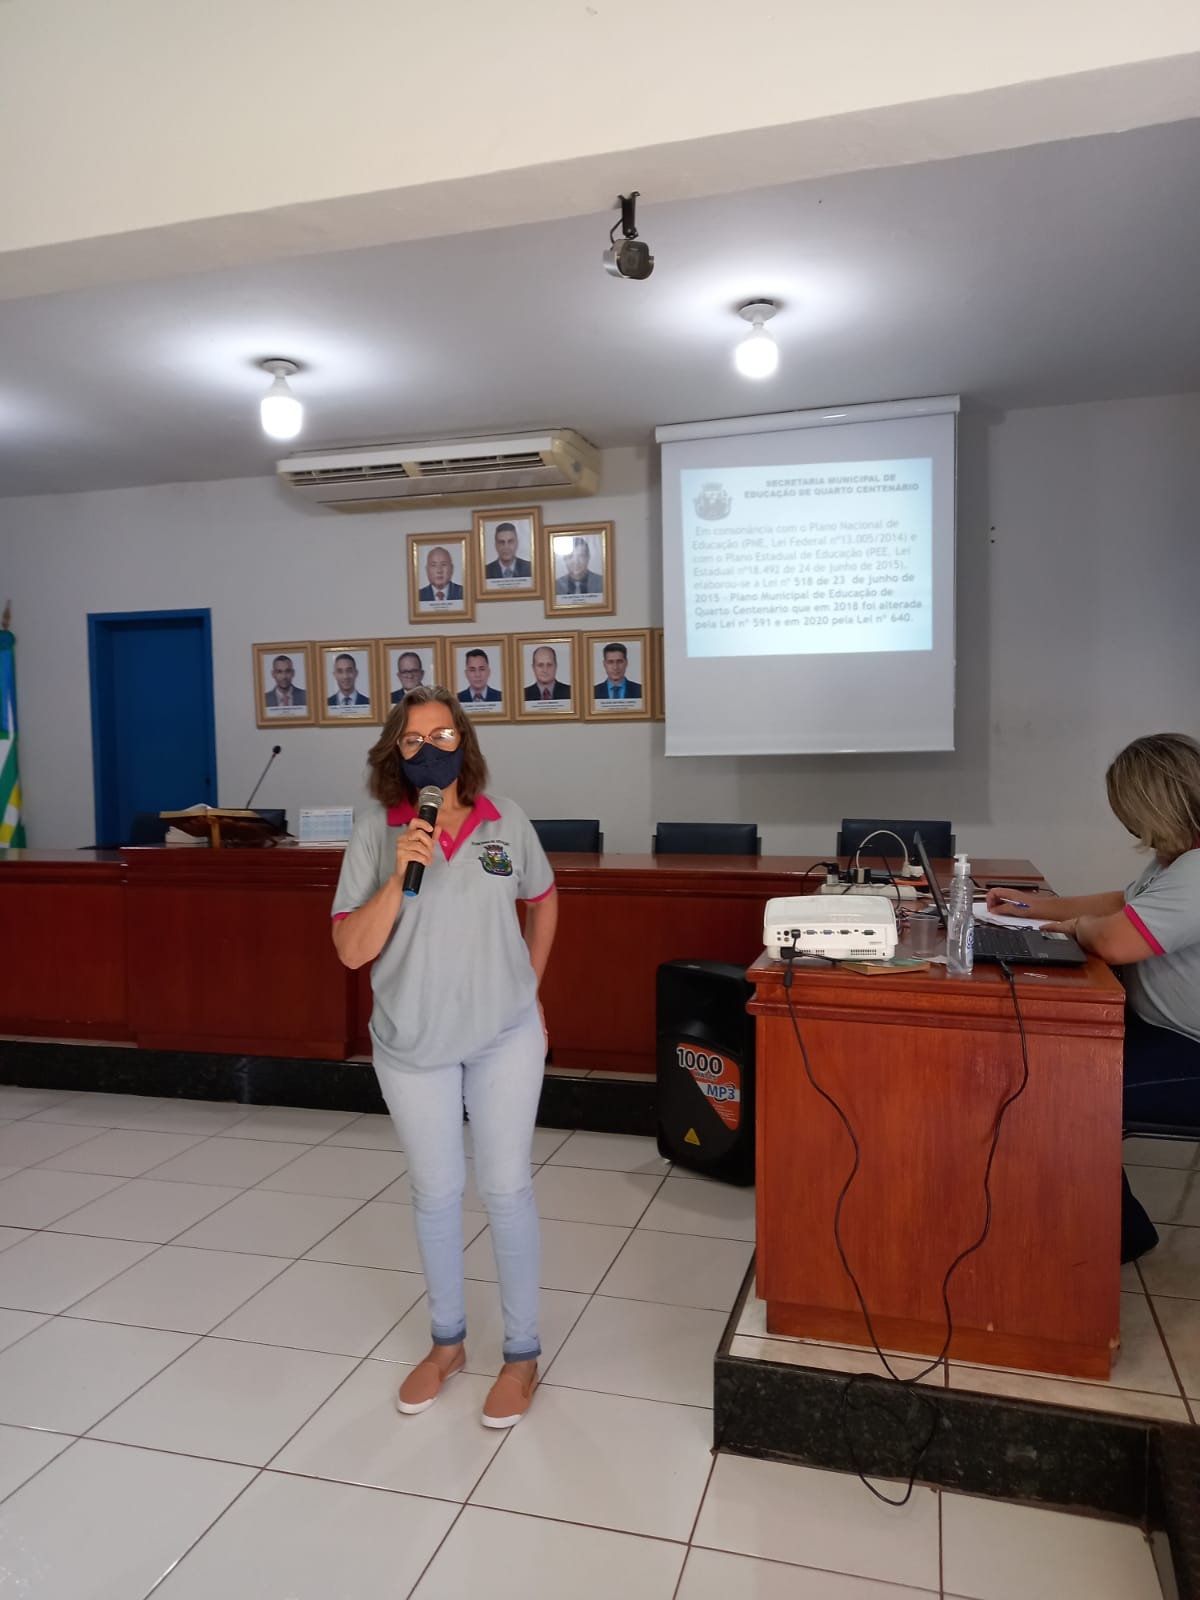 SECRETARIA MUNICIPAL DE
EDUCAÇÃO DE QUARTO CENTENÁRIO
Em consonância com o Plano Nacional de
Educação (PNE, Lei Federal nº13.005/2014) e
com o Plano Estadual de Educação (PEE, Lei
Estadual nº18.492 de 24 de junho de 2015),
elaborou-se a Lei nº 518 de 23 de junho de
2015 - Plano Municipal de Educação de
Quarto Centenário que em 2018 foi alterada
pela Lei nº 591 e em 2020 pela Lei nº 640.
1000
MP3